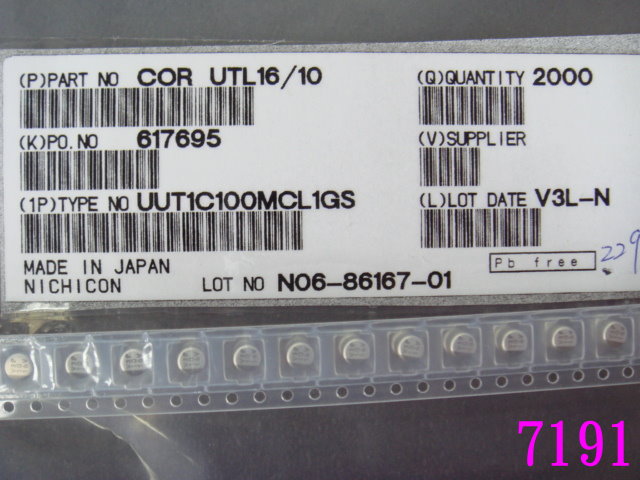 (P)PART NO COR UTL16/10
(Q)QUANTITY 2000
(K)PO.NO 617695
(V)SUPPLIER
(1P)TYPE NO UUT1C100MCL1GS
(L)LOT DATE V3L-N
MADE IN JAPAN
NICHICON
LOT NO N06-86167-01
Pb free
229
7191